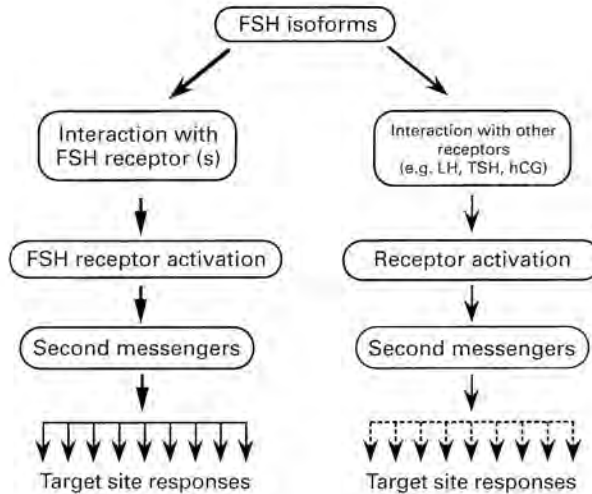 FSH isoforms
Interaction with
FSH receptor (s)
Interaction with other
receptors
(e.g. LH, TSH, hCG)
FSH receptor activation
Receptor activation
Second messengers
Second messengers
Target site responses
Target site responses